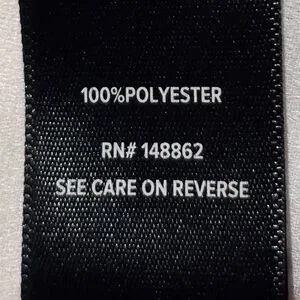 100%POLYESTER
RN# 148862
SEE CARE ON REVERSE